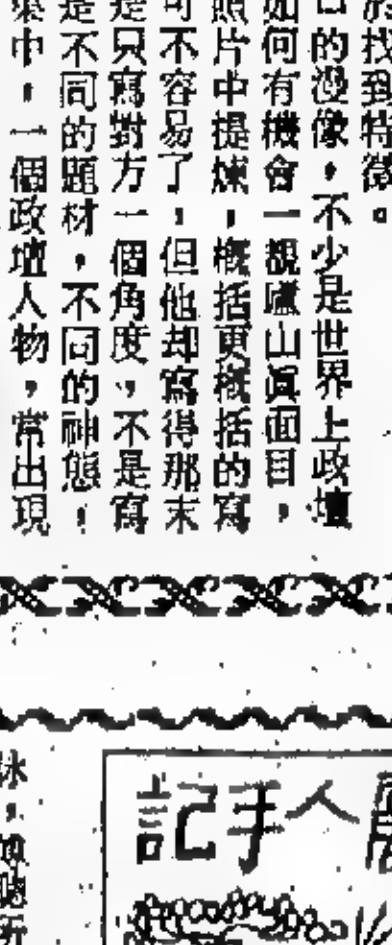 找到特徵。
的漫像，不少是世界上政壇
如何有機會一覩廬山眞面目，
照片中提煉，概括更概括的寫
可不容易了，但他却寫得那末
是只寫對方一個角度，不是寫
是不同的題材，不同的神態！
集中，一個政壇人物，常出現
人手記
泳，